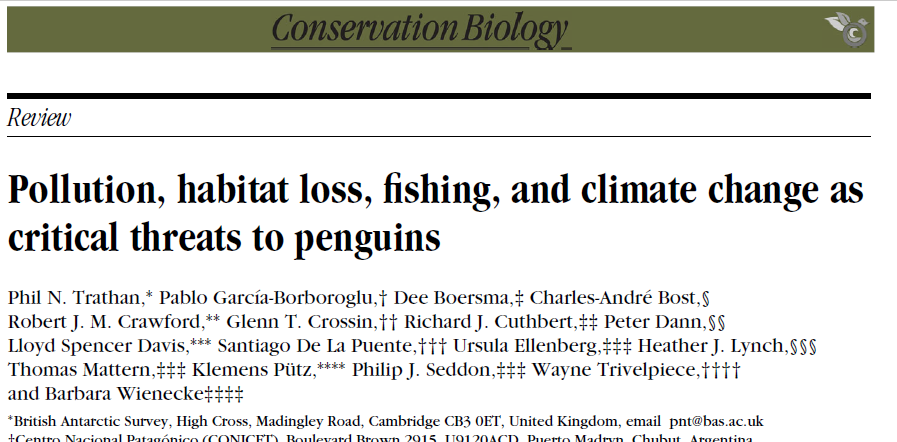 Conservation Biology
Review
Pollution, habitat loss, fishing, and climate change as
critical threats to penguins
Phil N. Trathan,* Pablo García-Borboroglu,† Dee Boersma,‡ Charles-André Bost,§
Robert J. M. Crawford,** Glenn T. Crossin,†† Richard J. Cuthbert,‡‡ Peter Dann,§§
Lloyd Spencer Davis,*** Santiago De La Puente,††† Ursula Ellenberg,‡‡‡ Heather J. Lynch,§§§
Thomas Mattern,‡‡‡ Klemens Pütz,**** Philip J. Seddon,‡‡‡ Wayne Trivelpiece,††††
and Barbara Wienecke‡‡‡‡
*British Antarctic Survey, High Cross, Madingley Road, Cambridge CB3 0ET, United Kingdom, email pnt@bas.ac.uk
†Centro Nacional Patagónico (CONICET), Boulevard Brown 2915, U9120ACD, Puerto Madryn, Chubut, Argentina